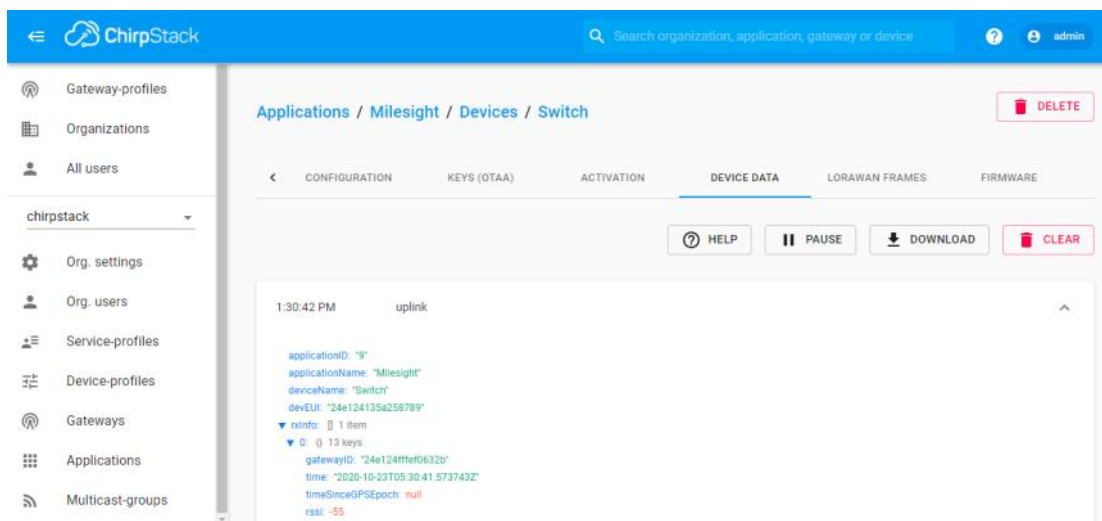 ChirpStack
Search organization, application, gateway or device
?
admin
Gateway-profiles
Organizations
All users
chirpstack
Org. settings
Org. users
Service-profiles
Device-profiles
Gateways
Applications
Multicast-groups
Applications / Milesight / Devices / Switch
DELETE
CONFIGURATION KEYS (OTAA) ACTIVATION DEVICE DATA LORAWAN FRAMES FIRMWARE
? HELP PAUSE DOWNLOAD CLEAR
1:30:42 PM uplink
applicationID: "9"
applicationName: "Milesight"
deviceName: "Switch"
devEUI: "24e124135a258789"
rxInfo: [] 1 item
0: {} 13 keys
gatewayID: "24e124fffef0632b"
time: "2020-10-23T05:30:41.573743Z"
timeSinceGPSEpoch: null
rssi: -55